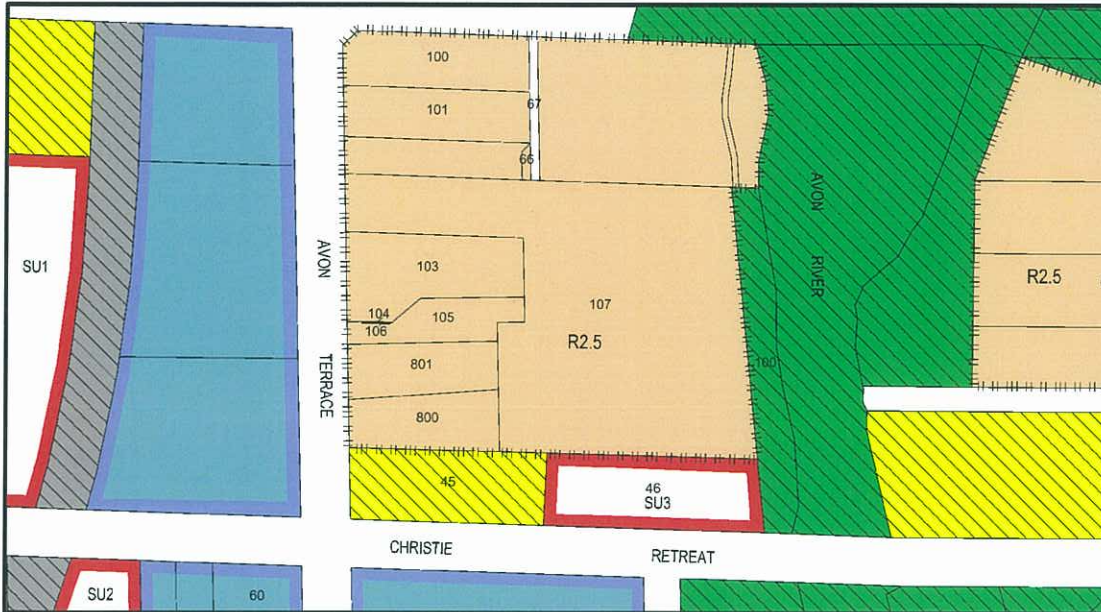 100
67
101
66
AVON
RIVER
SU1
AVON
TERRACE
103
107
R2.5
104
105
106
R2.5
801
100
800
45
46
SU3
CHRISTIE
RETREAT
SU2
60